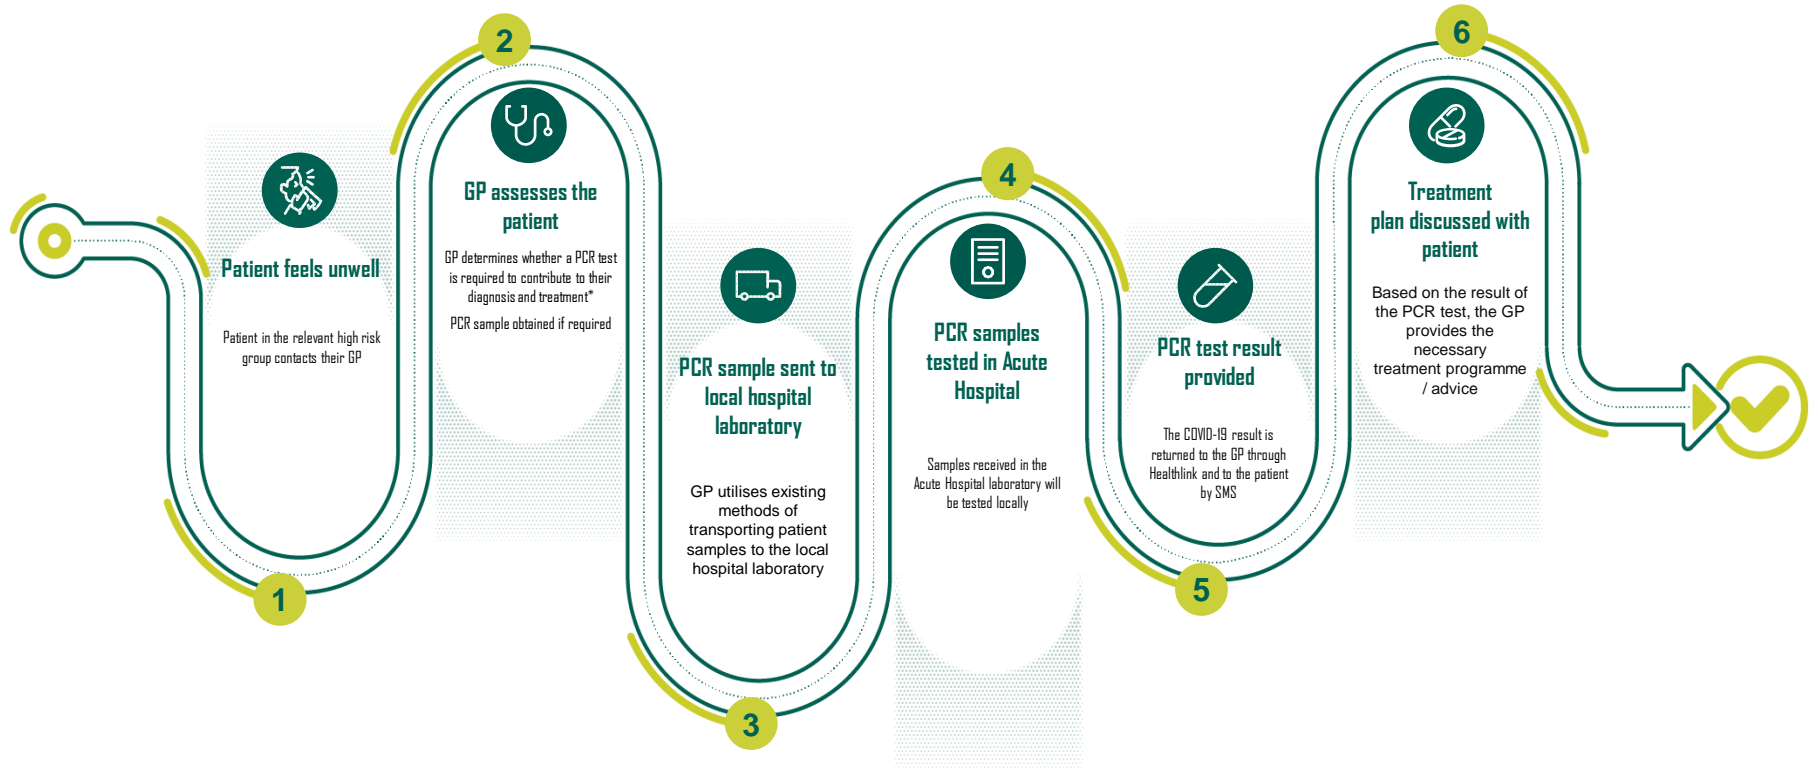 1
Patient feels unwell
Patient in the relevant high risk
group contacts their GP
2
GP assesses the
patient
GP determines whether a PCR test
is required to contribute to their
diagnosis and treatment*
PCR sample obtained if required
3
PCR sample sent to
local hospital
laboratory
GP utilises existing
methods of
transporting patient
samples to the local
hospital laboratory
4
PCR samples
tested in Acute
Hospital
Samples received in the
Acute Hospital laboratory will
be tested locally
5
PCR test result
provided
The COVID-19 result is
returned to the GP through
Healthlink and to the patient
by SMS
6
Treatment
plan discussed with
patient
Based on the result of
the PCR test, the GP
provides the
necessary
treatment programme
/ advice